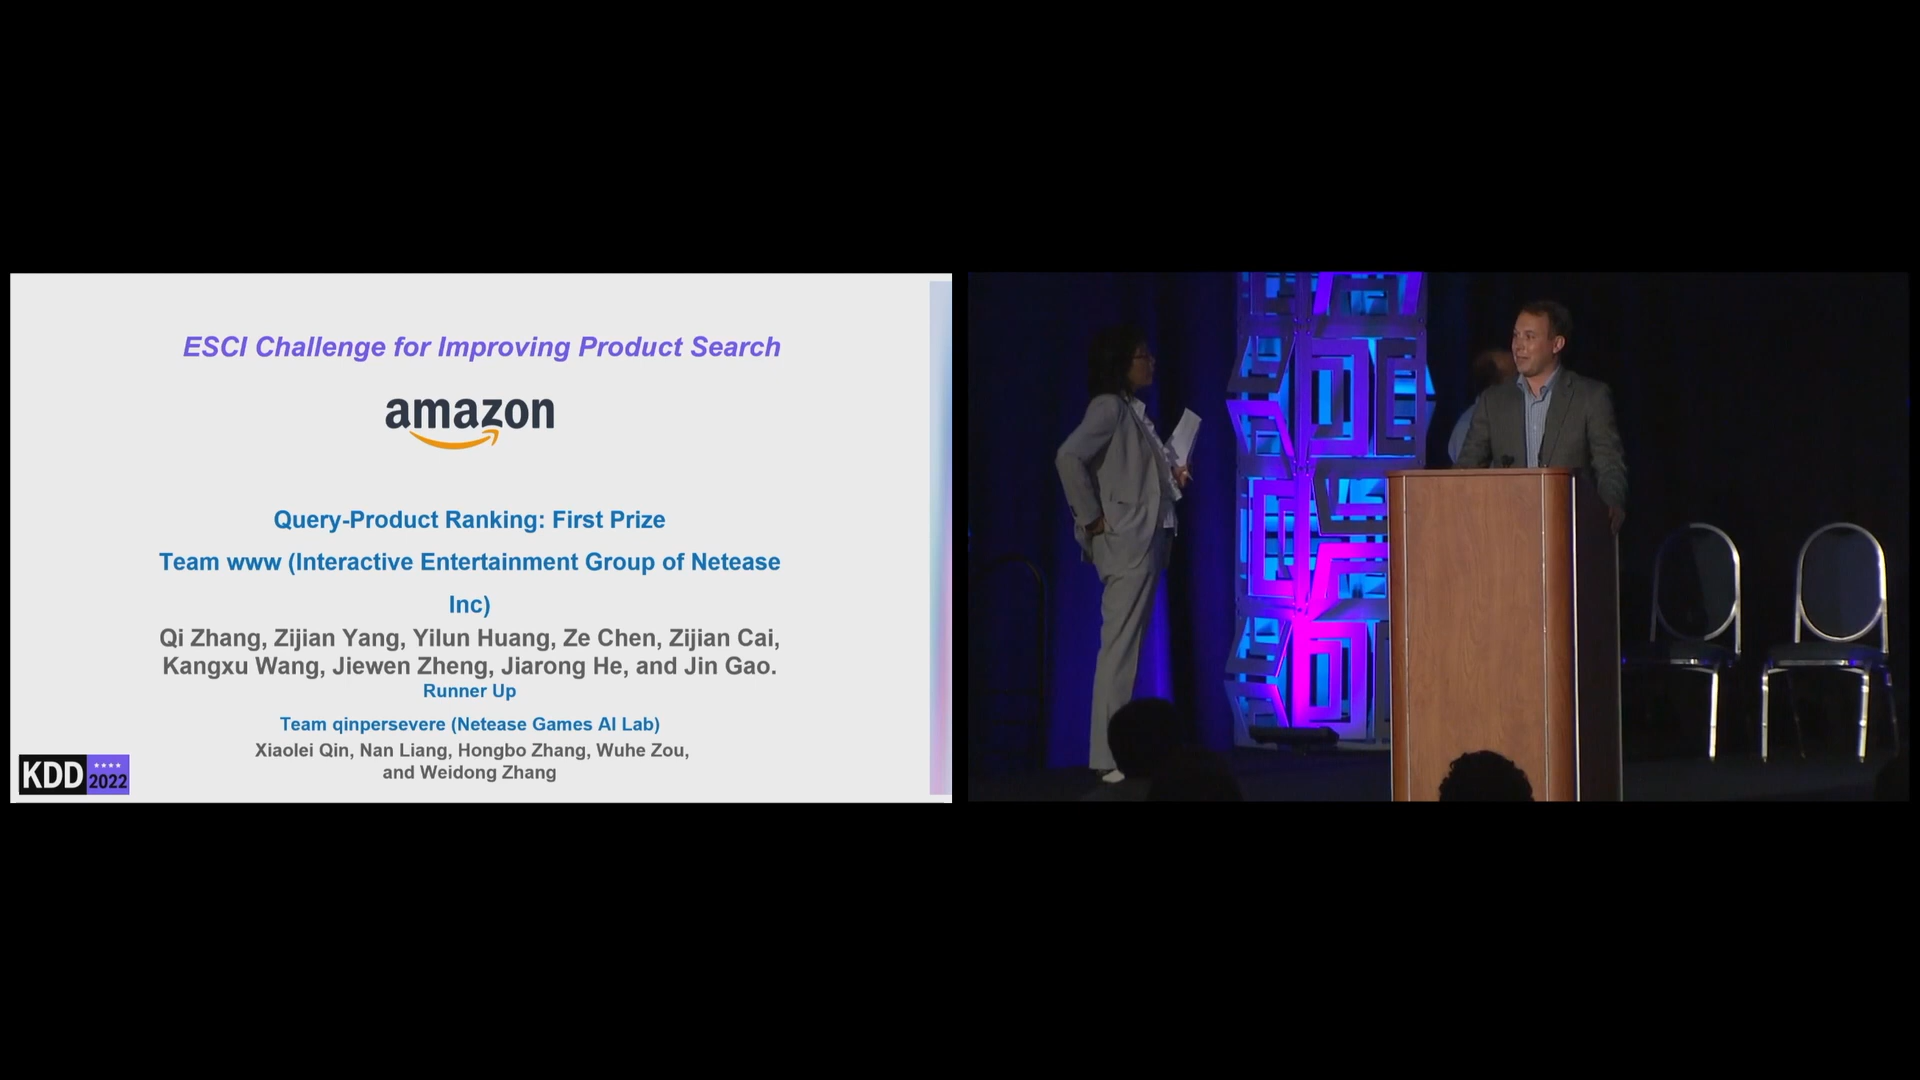 ESCI Challenge for Improving Product Search
amazon
Query-Product Ranking: First Prize
Team www (Interactive Entertainment Group of Netease
Inc)
Qi Zhang, Zijian Yang, Yilun Huang, Ze Chen, Zijian Cai,
Kangxu Wang, Jiewen Zheng, Jiarong He, and Jin Gao.
Runner Up
Team qinpersevere (Netease Games AI Lab)
Xiaolei Qin, Nan Liang, Hongbo Zhang, Wuhe Zou,
and Weidong Zhang
KDD 2022